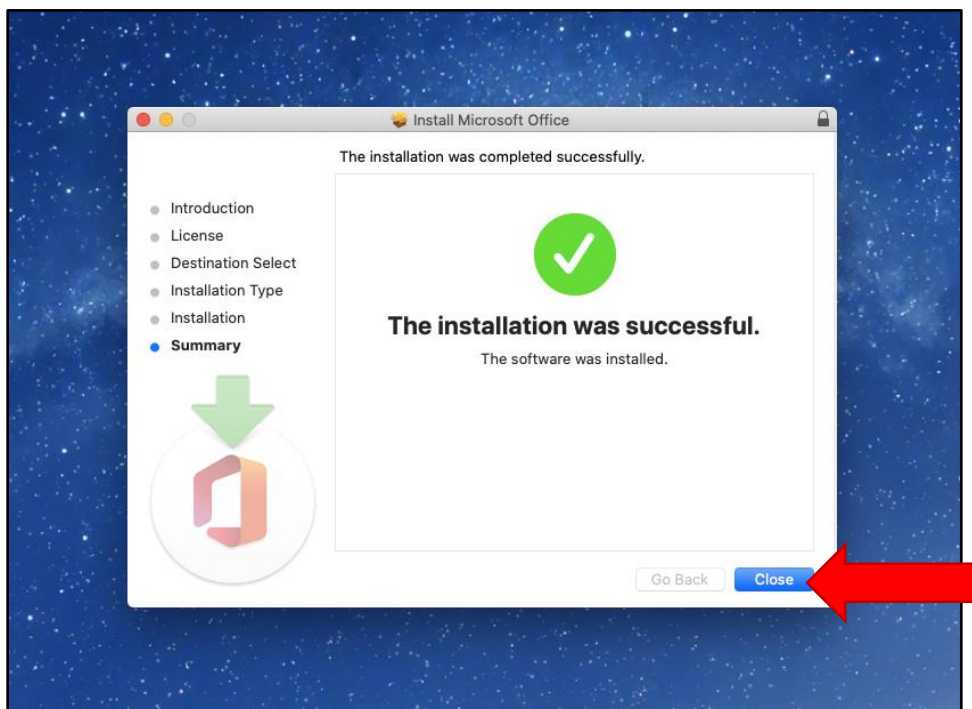 Install Microsoft Office
The installation was completed successfully.
Introduction
License
Destination Select
Installation Type
Installation
Summary
The installation was successful.
The software was installed.
Go Back
Close